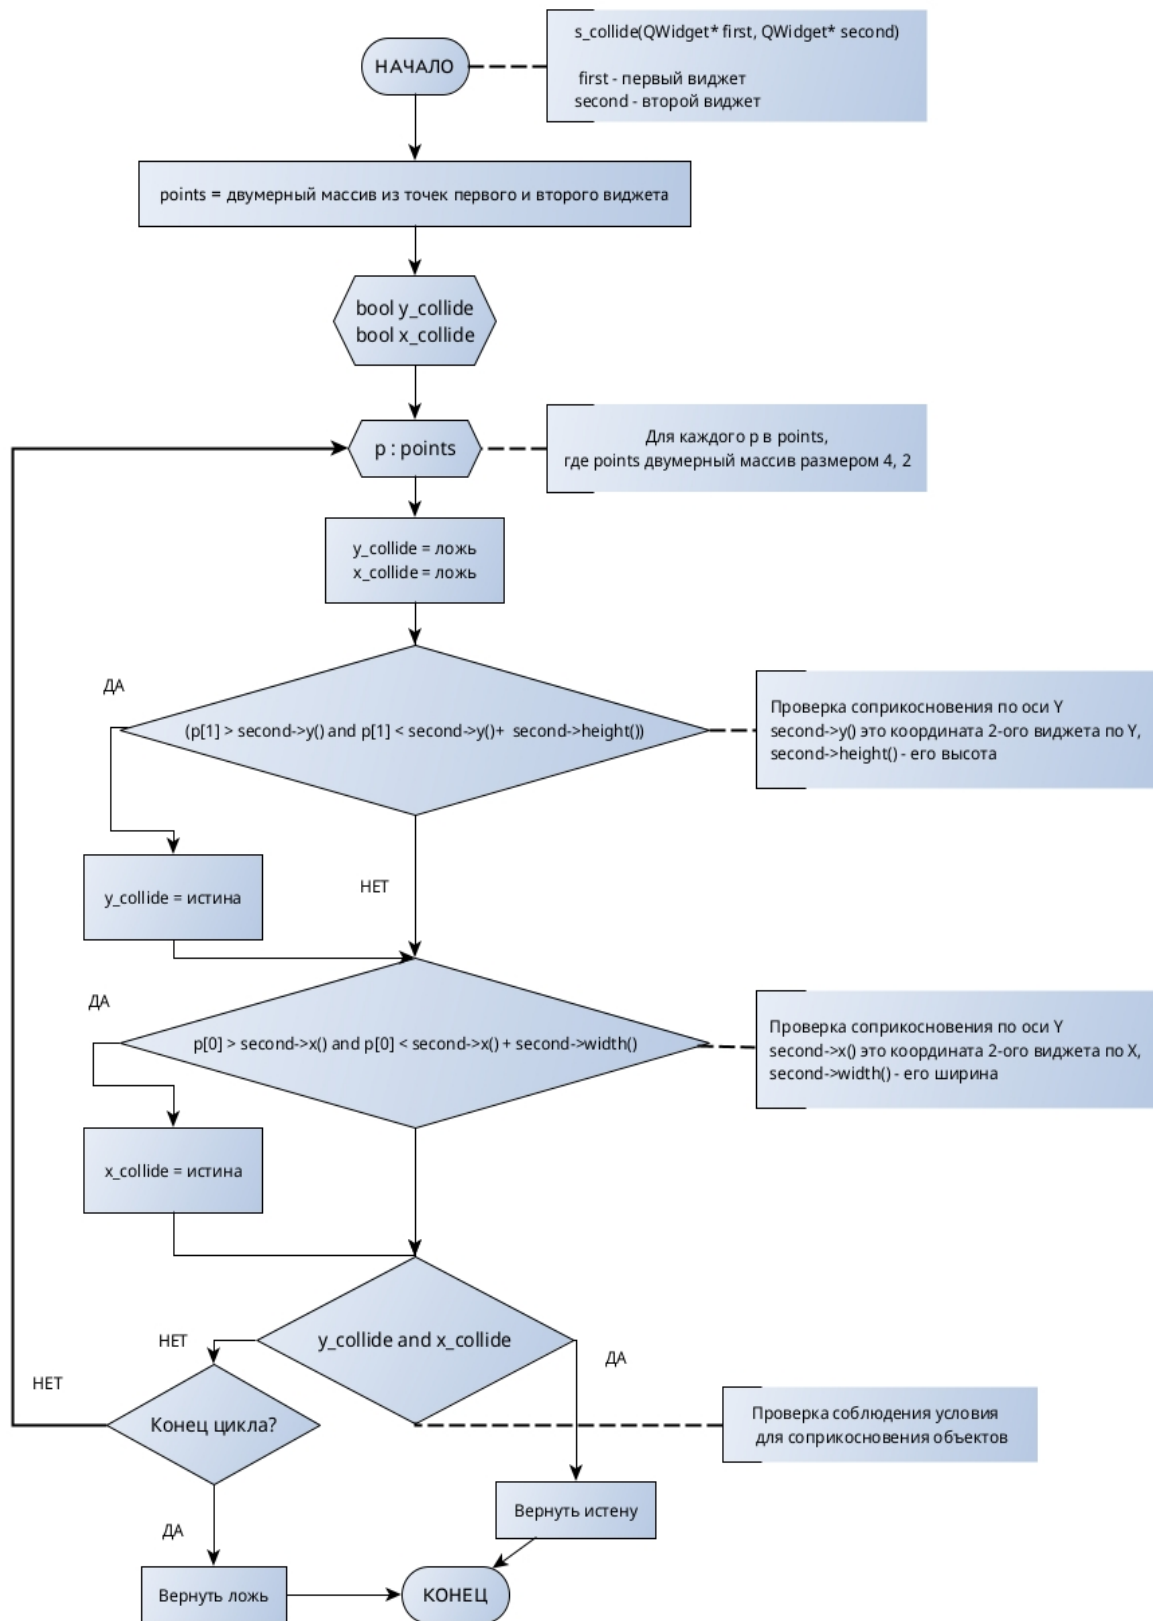 s_collide(QWidget* first, QWidget* second)
НАЧАЛО
first - первый виджет
second - второй виджет
points = двумерный массив из точек первого и второго виджета
bool y_collide
bool x_collide
p : points
Для каждого p в points,
где points двумерный массив размером 4, 2
y_collide = ложь
x_collide = ложь
ДА
(p[1] > second->y() and p[1] < second->y()+ second->height())
Проверка соприкосновения по оси Y
second->y() это координата 2-ого виджета по Y,
second->height() - его высота
y_collide = истина
НЕТ
ДА
p[0] > second->x() and p[0] < second->x() + second->width()
Проверка соприкосновения по оси Y
second->x() это координата 2-ого виджета по X,
second->width() - его ширина
x_collide = истина
y_collide and x_collide
НЕТ
ДА
НЕТ
Конец цикла?
Проверка соблюдения условия
для соприкосновения объектов
Вернуть истену
ДА
Вернуть ложь
КОНЕЦ